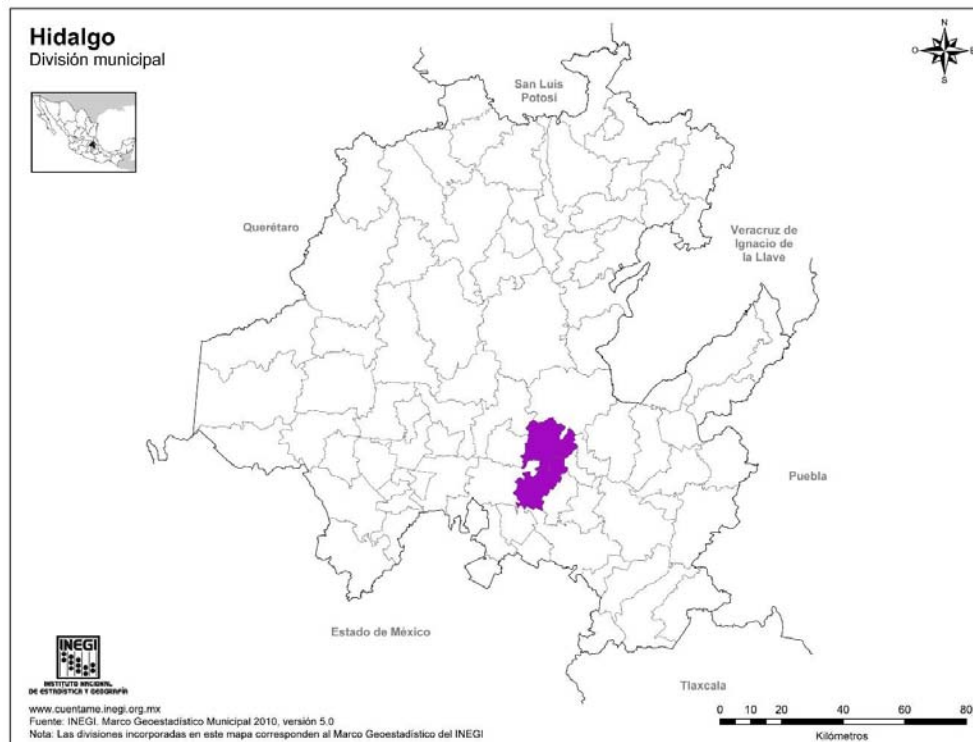 Hidalgo
División municipal
N
O
E
S
San Luis
Potosí
Querétaro
Veracruz de
Ignacio de
la Llave
Puebla
Estado de México
Tlaxcala
INEGI
INSTITUTO NACIONAL
DE ESTADÍSTICA Y GEOGRAFÍA
www.cuentame.inegi.org.mx
Fuente: INEGI. Marco Geoestadístico Municipal 2010, versión 5.0
Nota: Las divisiones incorporadas en este mapa corresponden al Marco Geoestadístico del INEGI
0 20 40 60 80
Kilómetros